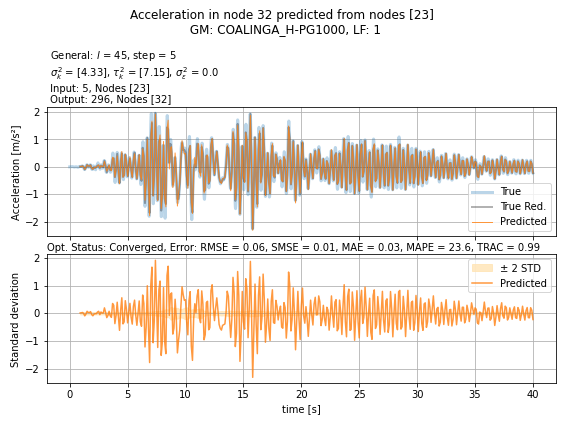 Acceleration in node 32 predicted from nodes [23]
GM: COALINGA_H-PG1000, LF: 1
General: l = 45, step = 5
σ²ₖ = [4.33], τ²ₖ = [7.15], σ²ε = 0.0
Input: 5, Nodes [23]
Output: 296, Nodes [32]
Acceleration [m/s²]
2
1
0
−1
−2
True
True Red.
Predicted
Opt. Status: Converged, Error: RMSE = 0.06, SMSE = 0.01, MAE = 0.03, MAPE = 23.6, TRAC = 0.99
Standard deviation
2
1
0
−1
−2
± 2 STD
Predicted
0 5 10 15 20 25 30 35 40
time [s]